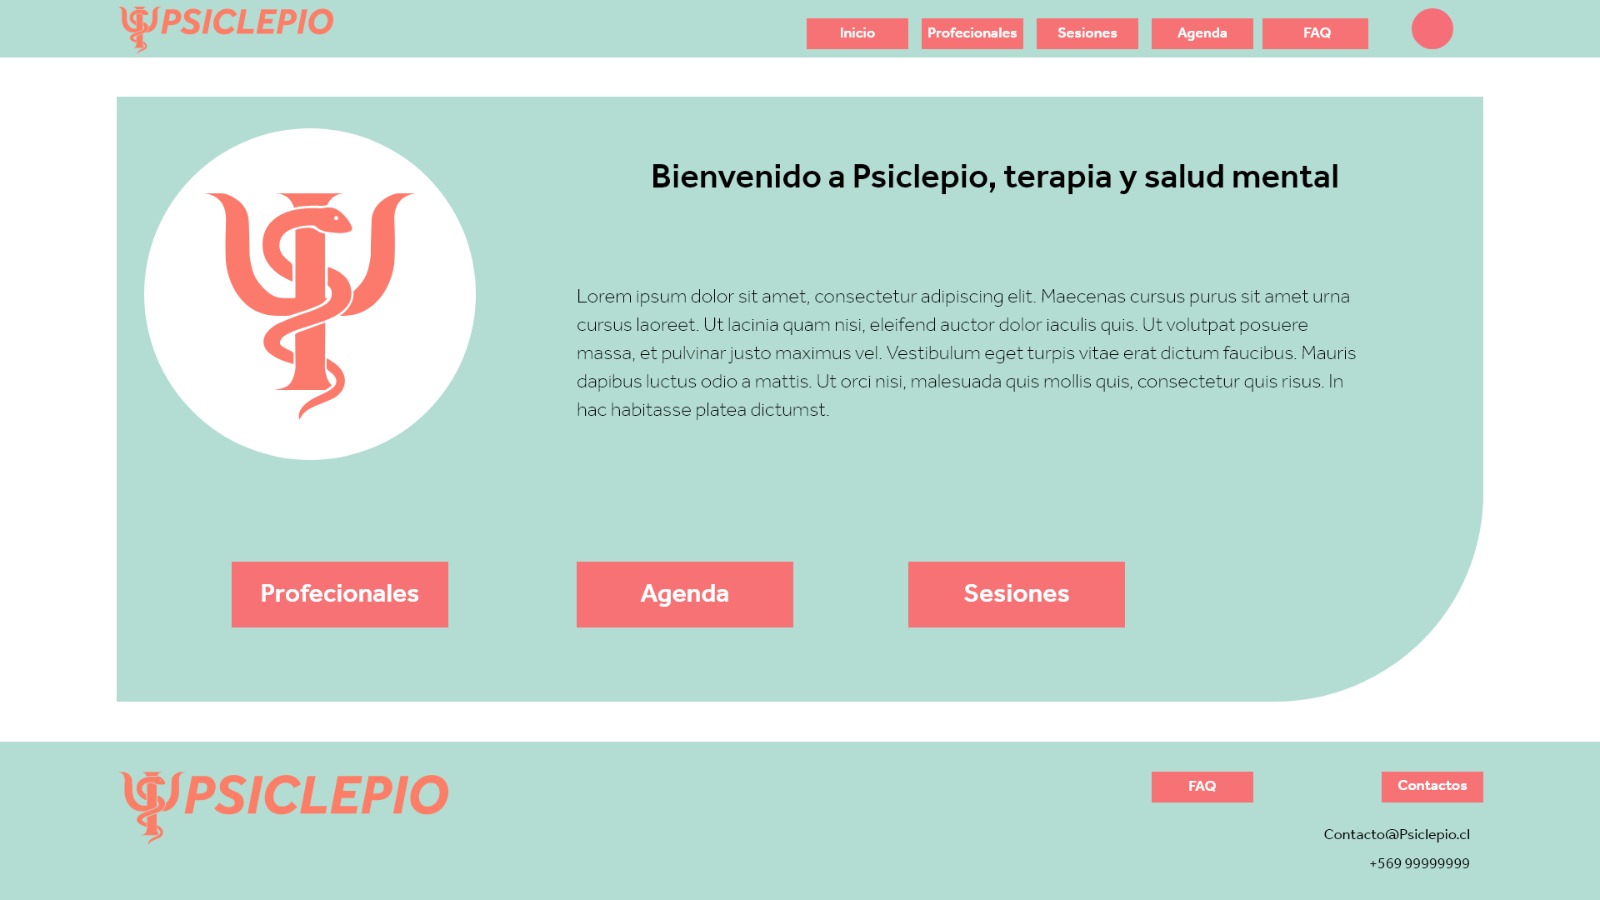 PSICLEPIO
Inicio
Profecionales
Sesiones
Agenda
FAQ
Bienvenido a Psiclepio, terapia y salud mental
Lorem ipsum dolor sit amet, consectetur adipiscing elit. Maecenas cursus purus sit amet urna
cursus laoreet. Ut lacinia quam nisi, eleifend auctor dolor iaculis quis. Ut volutpat posuere
massa, et pulvinar justo maximus vel. Vestibulum eget turpis vitae erat dictum faucibus. Mauris
dapibus luctus odio a mattis. Ut orci nisi, malesuada quis mollis quis, consectetur quis risus. In
hac habitasse platea dictumst.
Profecionales
Agenda
Sesiones
PSICLEPIO
FAQ
Contactos
Contacto@Psiclepio.cl
+569 99999999